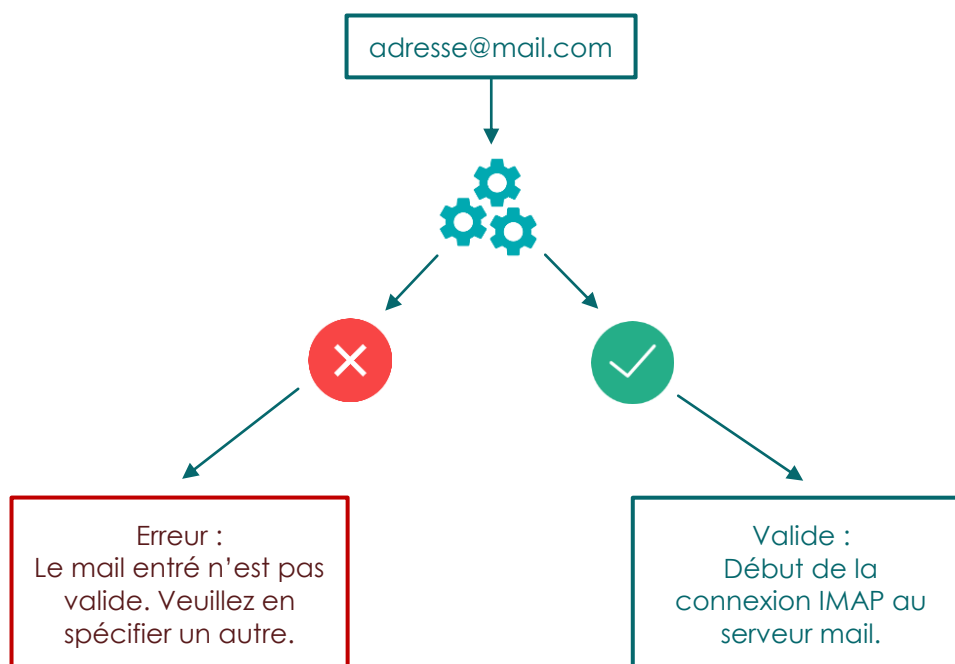 adresse@mail.com
Erreur :
Le mail entré n’est pas
valide. Veuillez en
spécifier un autre.
Valide :
Début de la
connexion IMAP au
serveur mail.